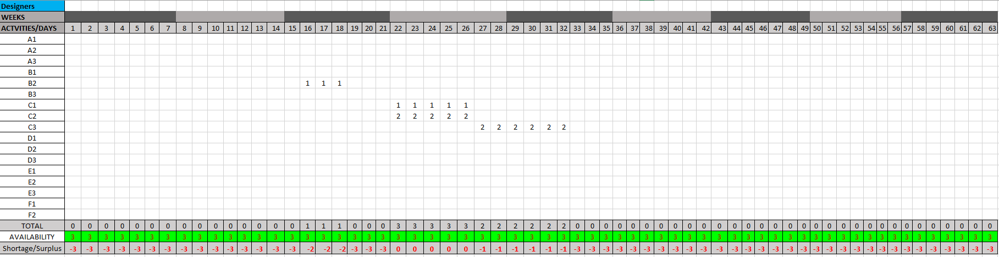 Designers
WEEKS
ACTVITIES/DAYS 1 2 3 4 5 6 7 8 9 10 11 12 13 14 15 16 17 18 19 20 21 22 23 24 25 26 27 28 29 30 31 32 33 34 35 36 37 38 39 40 41 42 43 44 45 46 47 48 49 50 51 52 53 54 55 56 57 58 59 60 61 62 63
A1
A2
A3
B1
B2 1 1 1
B3
C1 1 1 1 1 1
C2 2 2 2 2 2
C3 2 2 2 2 2 2
D1
D2
D3
E1
E2
E3
F1
F2
TOTAL 0 0 0 0 0 0 0 0 0 0 0 0 0 0 0 1 1 1 0 0 0 3 3 3 3 3 2 2 2 2 2 2 0 0 0 0 0 0 0 0 0 0 0 0 0 0 0 0 0 0 0 0 0 0 0 0 0 0 0 0 0 0 0
AVAILABILITY 3 3 3 3 3 3 3 3 3 3 3 3 3 3 3 3 3 3 3 3 3 3 3 3 3 3 3 3 3 3 3 3 3 3 3 3 3 3 3 3 3 3 3 3 3 3 3 3 3 3 3 3 3 3 3 3 3 3 3 3 3 3 3
Shortage/Surplus -3 -3 -3 -3 -3 -3 -3 -3 -3 -3 -3 -3 -3 -3 -3 -2 -2 -2 -3 -3 -3 0 0 0 0 0 -1 -1 -1 -1 -1 -1 -3 -3 -3 -3 -3 -3 -3 -3 -3 -3 -3 -3 -3 -3 -3 -3 -3 -3 -3 -3 -3 -3 -3 -3 -3 -3 -3 -3 -3 -3 -3